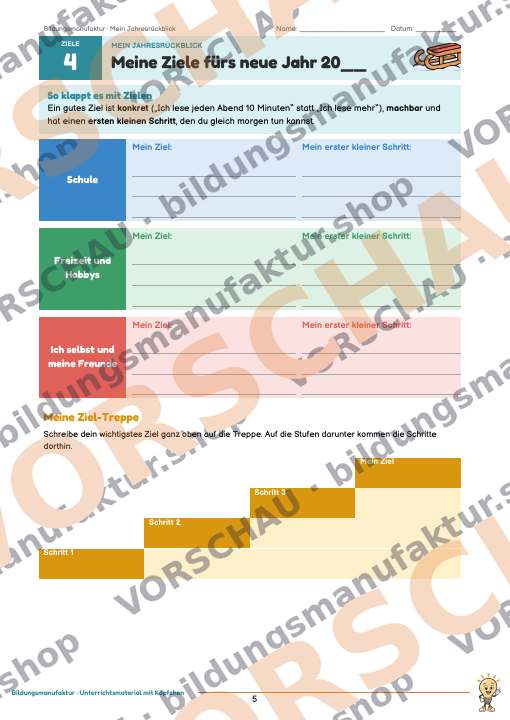 Bildungsmanufaktur · Mein Jahresrückblick
Name: ____________ Datum: ________
ZIELE
4
MEIN JAHRESRÜCKBLICK
Meine Ziele fürs neue Jahr 20__
So klappt es mit Zielen
Ein gutes Ziel ist konkret („Ich lese jeden Abend 10 Minuten“ statt „Ich lese mehr“), machbar und
hat einen ersten kleinen Schritt, den du gleich morgen tun kannst.
Schule
Mein Ziel:
Mein erster kleiner Schritt:
Freizeit und
Hobbys
Mein Ziel:
Mein erster kleiner Schritt:
Ich selbst und
meine Freunde
Mein Ziel:
Mein erster kleiner Schritt:
Meine Ziel-Treppe
Schreibe dein wichtigstes Ziel ganz oben auf die Treppe. Auf die Stufen darunter kommen die Schritte
dorthin.
Mein Ziel
Schritt 3
Schritt 2
Schritt 1
Bildungsmanufaktur · Unterrichtsmaterial mit Köpfchen
5
VORSCHAU · bildungsmanufaktur.shop
VORSCHAU